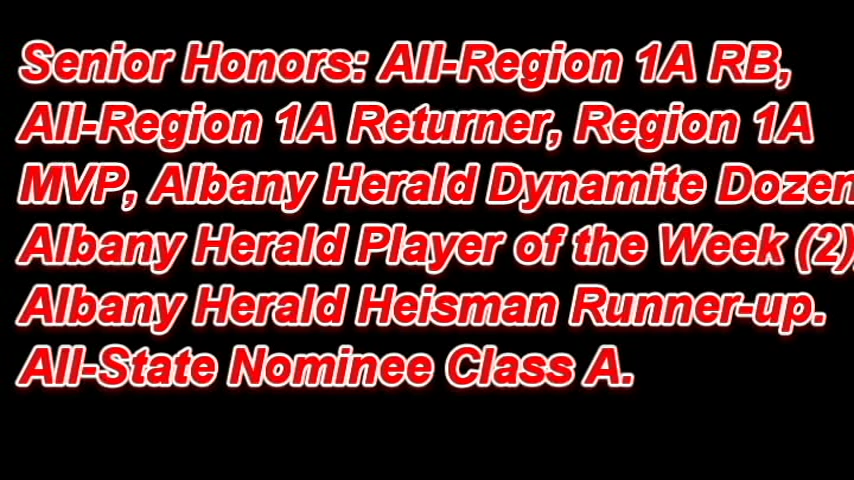 Senior Honors: All-Region 1A RB,
All-Region 1A Returner, Region 1A
MVP, Albany Herald Dynamite Dozen
Albany Herald Player of the Week (2)
Albany Herald Heisman Runner-up.
All-State Nominee Class A.